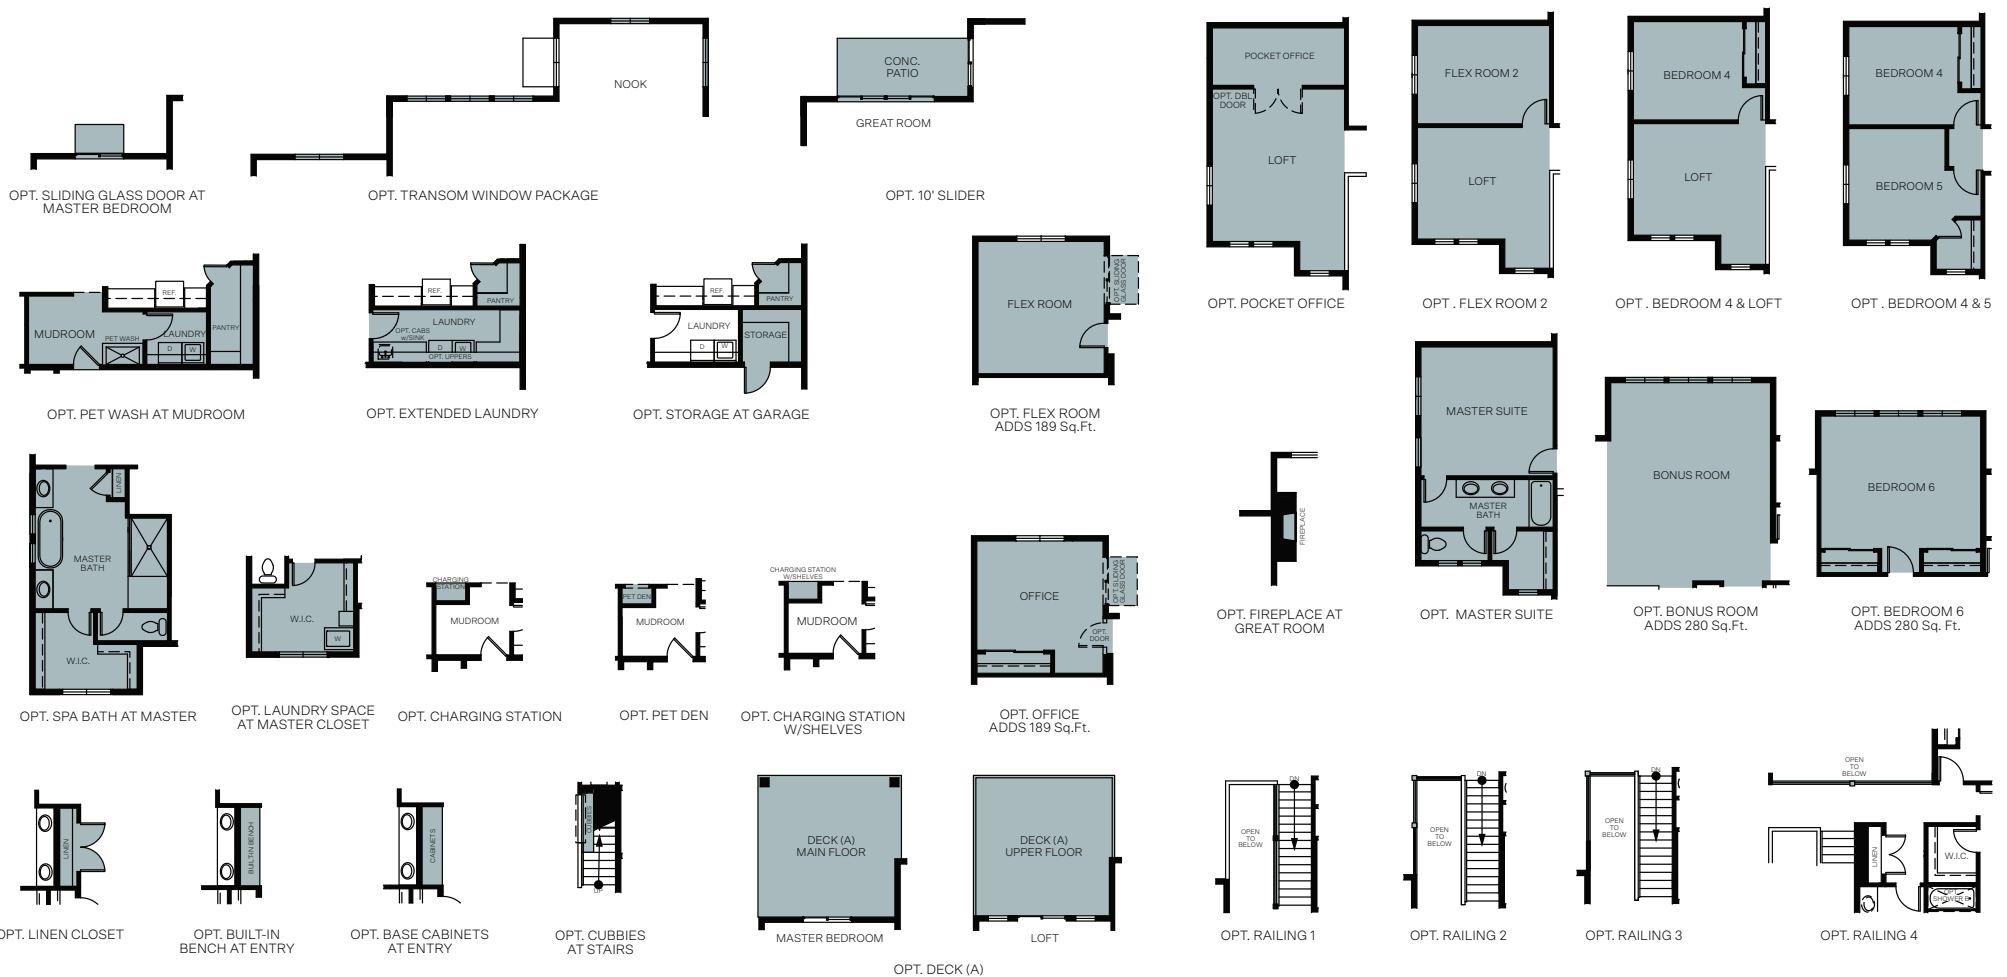 NOOK
CONC.
PATIO
GREAT ROOM
OPT. SLIDING GLASS DOOR AT
MASTER BEDROOM
OPT. TRANSOM WINDOW PACKAGE
OPT. 10' SLIDER
POCKET OFFICE
OPT. DBL
DOOR
LOFT
OPT. POCKET OFFICE
FLEX ROOM 2
LOFT
OPT . FLEX ROOM 2
BEDROOM 4
LOFT
OPT . BEDROOM 4 & LOFT
BEDROOM 4
BEDROOM 5
OPT . BEDROOM 4 & 5
REF.
MUDROOM
PET WASH
LAUNDRY
D
W
PANTRY
OPT. PET WASH AT MUDROOM
REF.
PANTRY
LAUNDRY
OPT. CABS
w/SINK
D
W
OPT. UPPERS
OPT. EXTENDED LAUNDRY
REF.
PANTRY
LAUNDRY
STORAGE
D
W
OPT. STORAGE AT GARAGE
FLEX ROOM
OPT. SLIDING
GLASS DOOR
OPT. FLEX ROOM
ADDS 189 Sq.Ft.
FIREPLACE
OPT. FIREPLACE AT
GREAT ROOM
MASTER SUITE
MASTER
BATH
OPT. MASTER SUITE
BONUS ROOM
OPT. BONUS ROOM
ADDS 280 Sq.Ft.
BEDROOM 6
OPT. BEDROOM 6
ADDS 280 Sq. Ft.
LINEN
MASTER
BATH
W.I.C.
OPT. SPA BATH AT MASTER
W.I.C.
W
OPT. LAUNDRY SPACE
AT MASTER CLOSET
CHARGING
STATION
MUDROOM
OPT. CHARGING STATION
PET DEN
MUDROOM
OPT. PET DEN
CHARGING STATION
W/SHELVES
MUDROOM
OPT. CHARGING STATION
W/SHELVES
OFFICE
OPT. SLIDING
GLASS DOOR
OPT.
DOOR
OPT. OFFICE
ADDS 189 Sq.Ft.
LINEN
OPT. LINEN CLOSET
BUILT-IN BENCH
OPT. BUILT-IN
BENCH AT ENTRY
CABINETS
OPT. BASE CABINETS
AT ENTRY
CUBBIES
UP
OPT. CUBBIES
AT STAIRS
DECK (A)
MAIN FLOOR
MASTER BEDROOM
DECK (A)
UPPER FLOOR
LOFT
OPT. DECK (A)
DN
OPEN
TO
BELOW
OPT. RAILING 1
DN
OPEN
TO
BELOW
OPT. RAILING 2
DN
OPEN
TO
BELOW
OPT. RAILING 3
OPEN
TO
BELOW
LINEN
W.I.C.
OPT.
SHOWER
OPT. RAILING 4